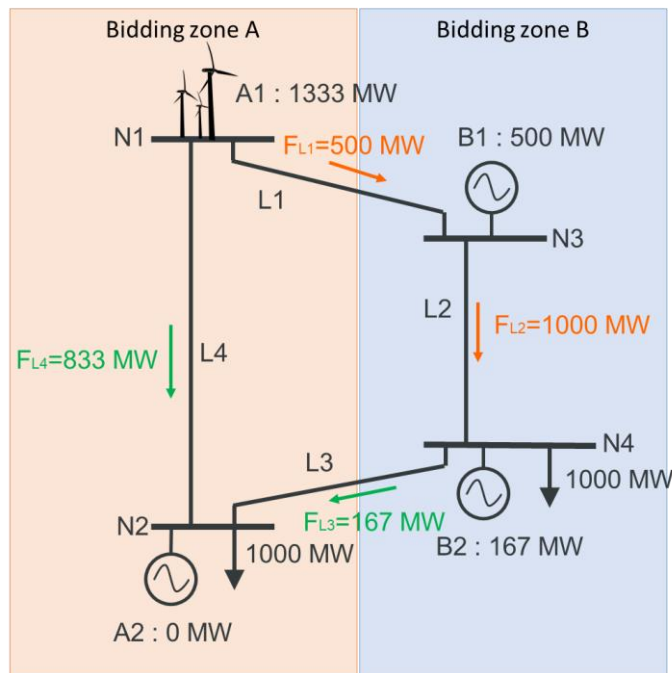 Bidding zone A
Bidding zone B
A1 : 1333 MW
N1
FL1=500 MW
B1 : 500 MW
L1
N3
L2
FL2=1000 MW
FL4=833 MW
L4
L3
N4
1000 MW
FL3=167 MW
N2
1000 MW
B2 : 167 MW
A2 : 0 MW